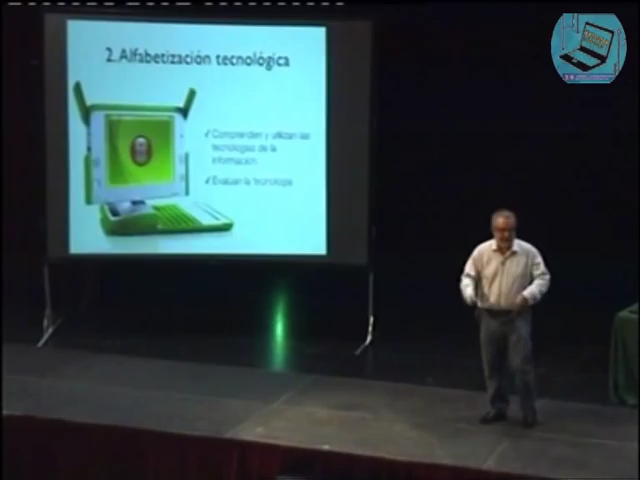 2. Alfabetización tecnológica
✓ Comprenden y utilizan las
tecnologías de la
información
✓ Evalúan la tecnología